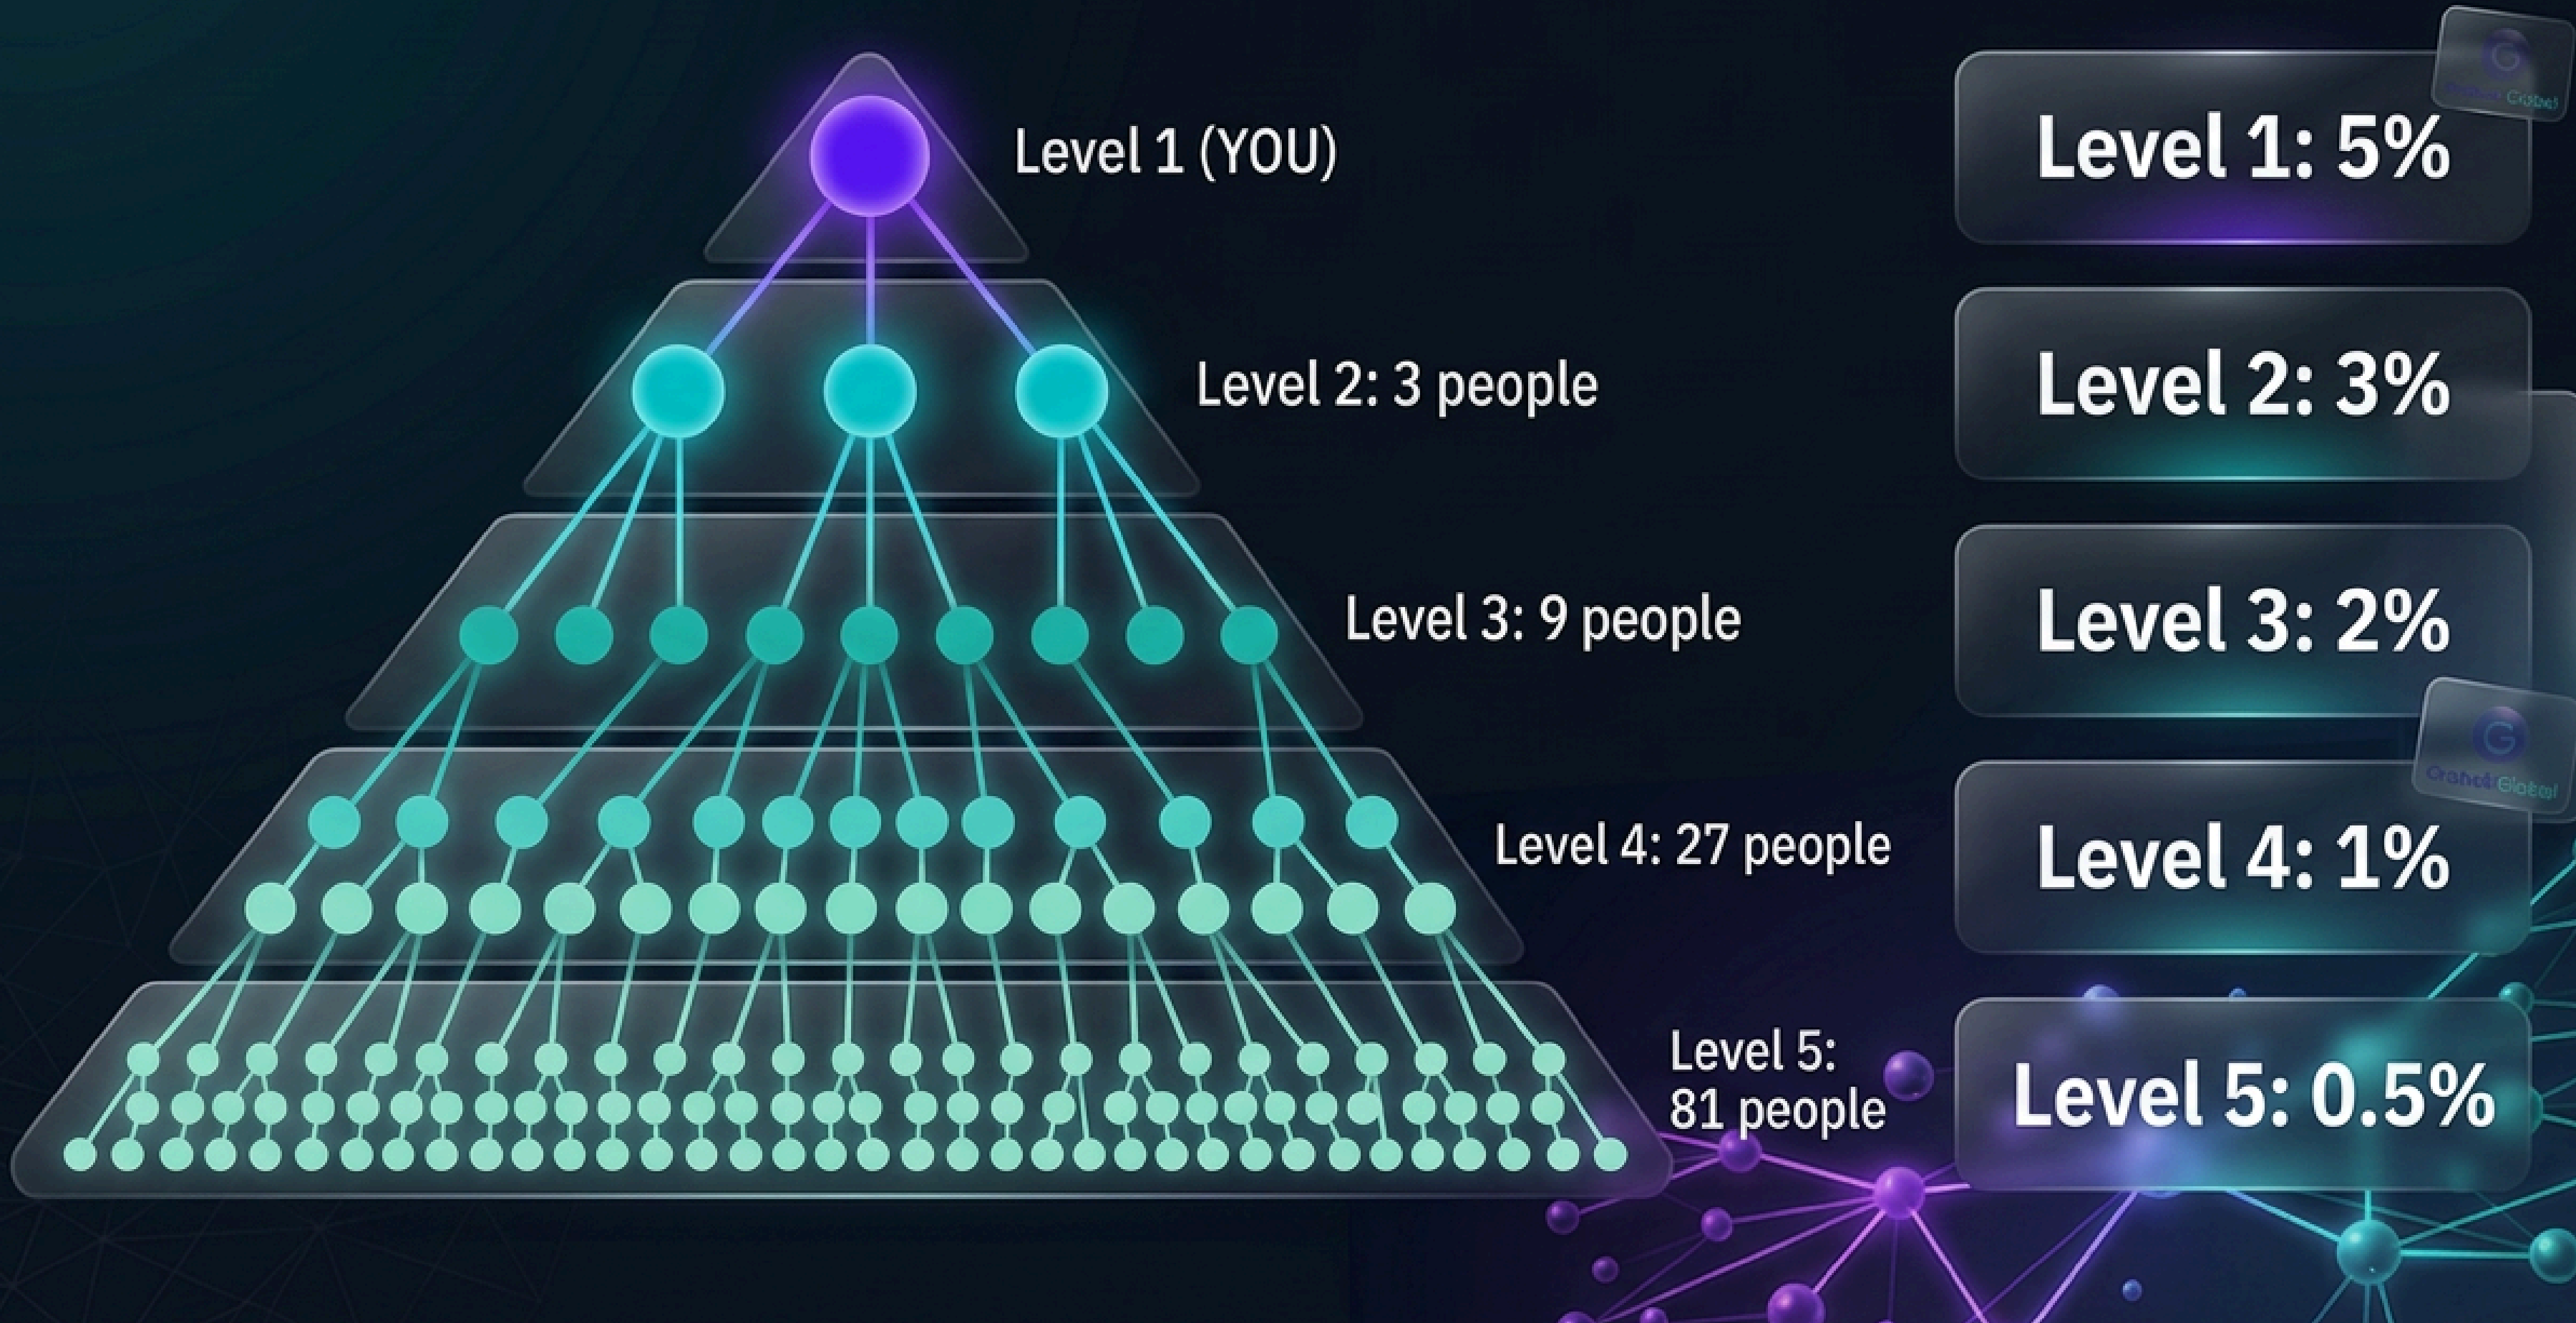 Level 1 (YOU)
Level 2: 3 people
Level 3: 9 people
Level 4: 27 people
Level 5:
81 people
Level 1: 5%
Level 2: 3%
Level 3: 2%
Level 4: 1%
Level 5: 0.5%